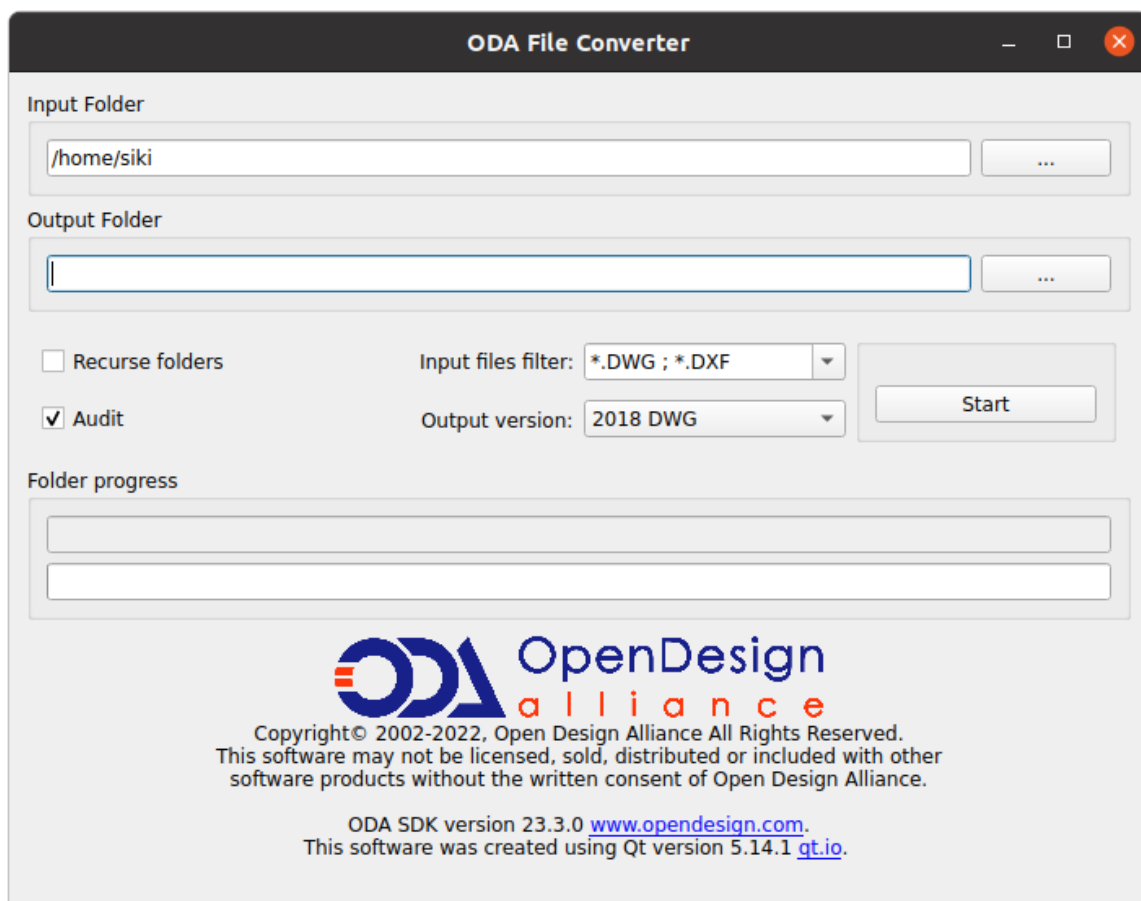 ODA File Converter
Input Folder
/home/siki
...
Output Folder
...
Recurse folders
Input files filter: *.DWG ; *.DXF
Start
Audit
Output version: 2018 DWG
Folder progress
ODA OpenDesign
alliance
Copyright© 2002-2022, Open Design Alliance All Rights Reserved.
This software may not be licensed, sold, distributed or included with other
software products without the written consent of Open Design Alliance.
ODA SDK version 23.3.0 www.opendesign.com.
This software was created using Qt version 5.14.1 qt.io.